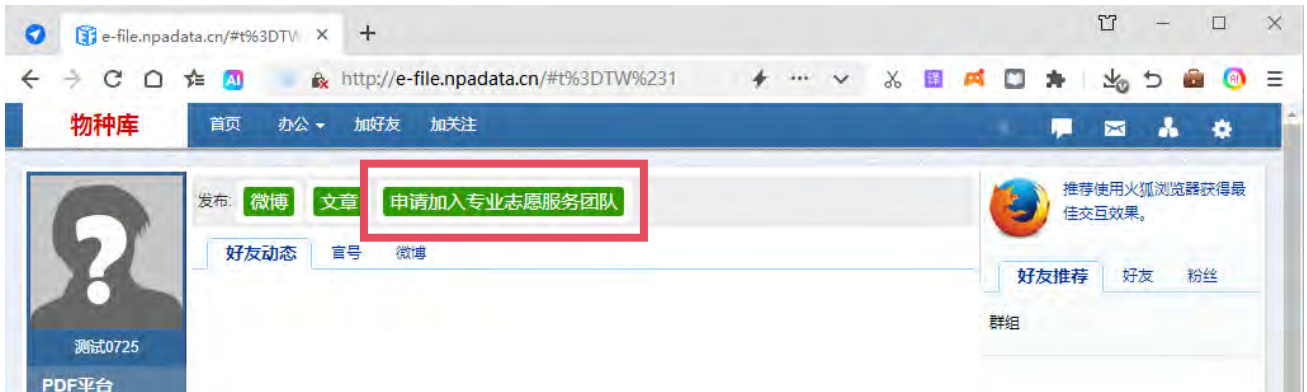 e-file.npadata.cn/#t%3DTW
http://e-file.npadata.cn/#t%3DTW%231
物种库 首页 办公 加好友 加关注
发布: 微博 文章 申请加入专业志愿服务团队
好友动态 官号 微博
推荐使用火狐浏览器获得最
佳交互效果。
好友推荐 好友 粉丝
群组
测试0725
PDF平台